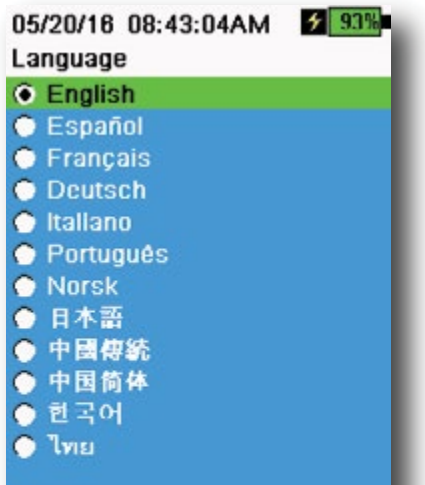 05/20/16 08:43:04AM 93%
Language
English
Español
Français
Deutsch
Italiano
Português
Norsk
日本語
中國傳統
中国简体
한국어
ไทย